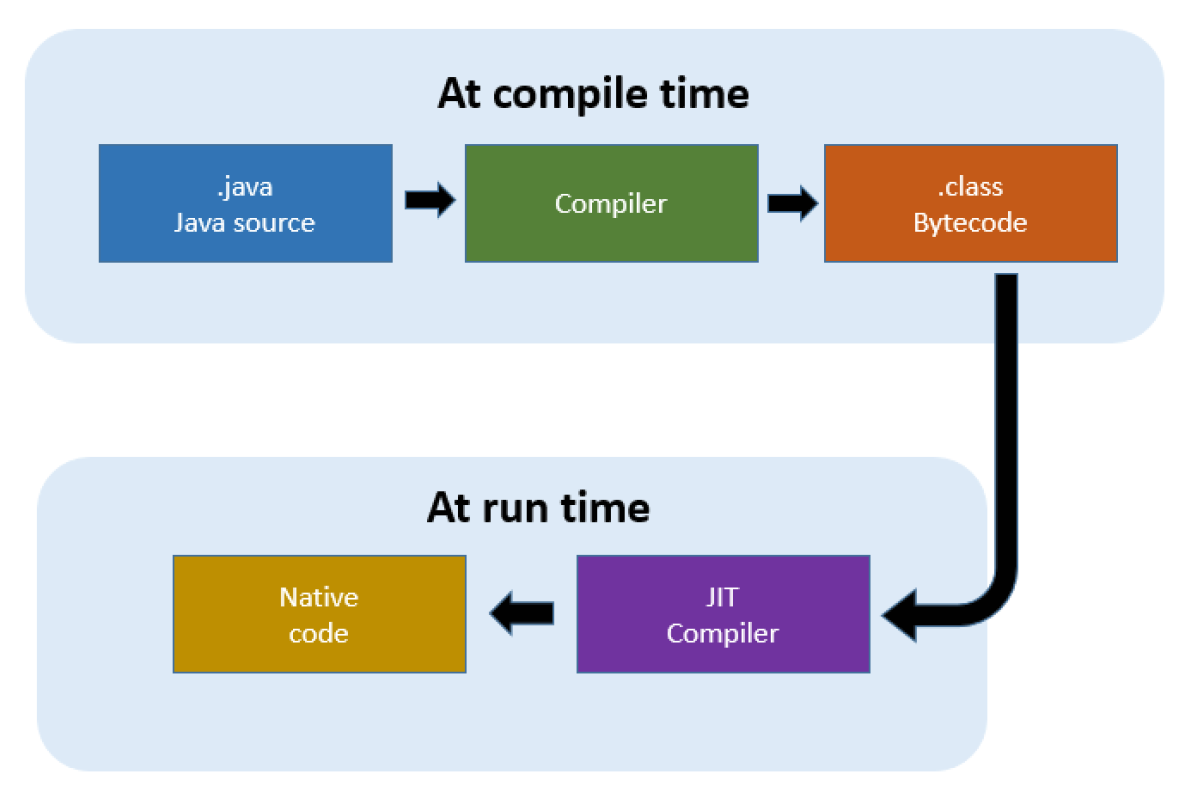 At compile time
.java
Java source
Compiler
.class
Bytecode
At run time
Native
code
JIT
Compiler